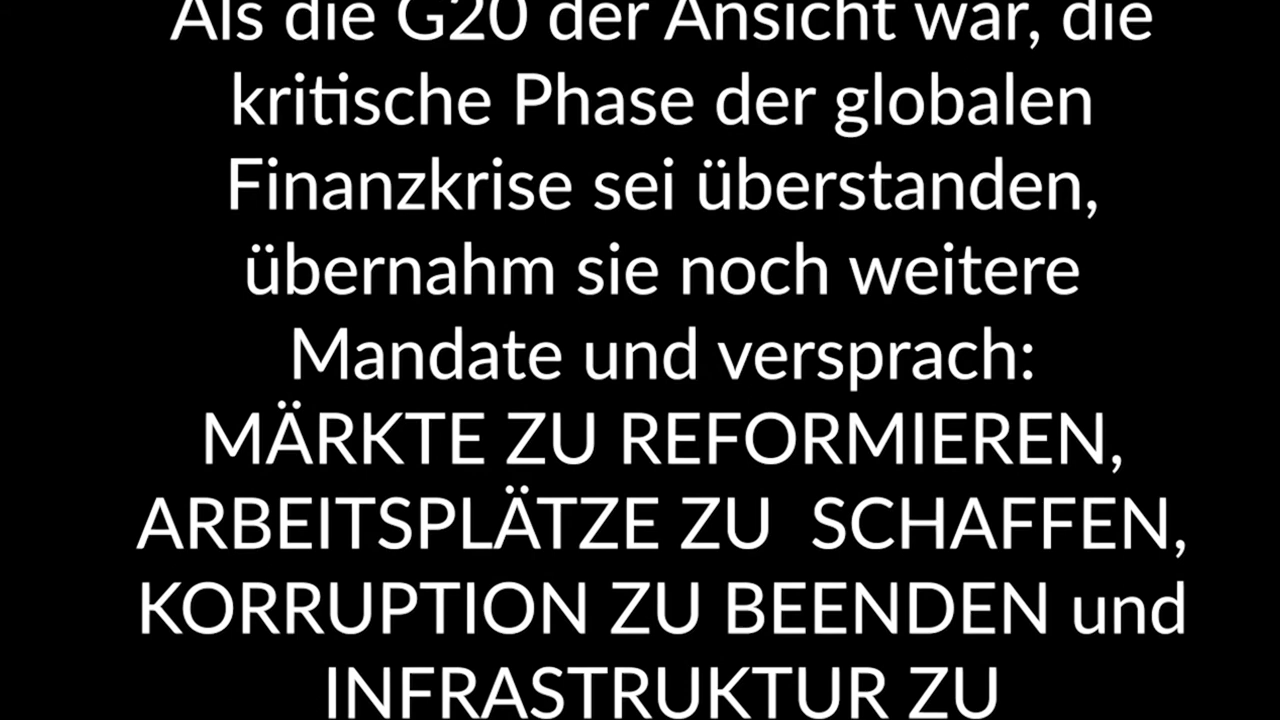 Als die G20 der Ansicht war, die
kritische Phase der globalen
Finanzkrise sei überstanden,
übernahm sie noch weitere
Mandate und versprach:
MÄRKTE ZU REFORMIEREN,
ARBEITSPLÄTZE ZU  SCHAFFEN,
KORRUPTION ZU BEENDEN und
INFRASTRUKTUR ZU